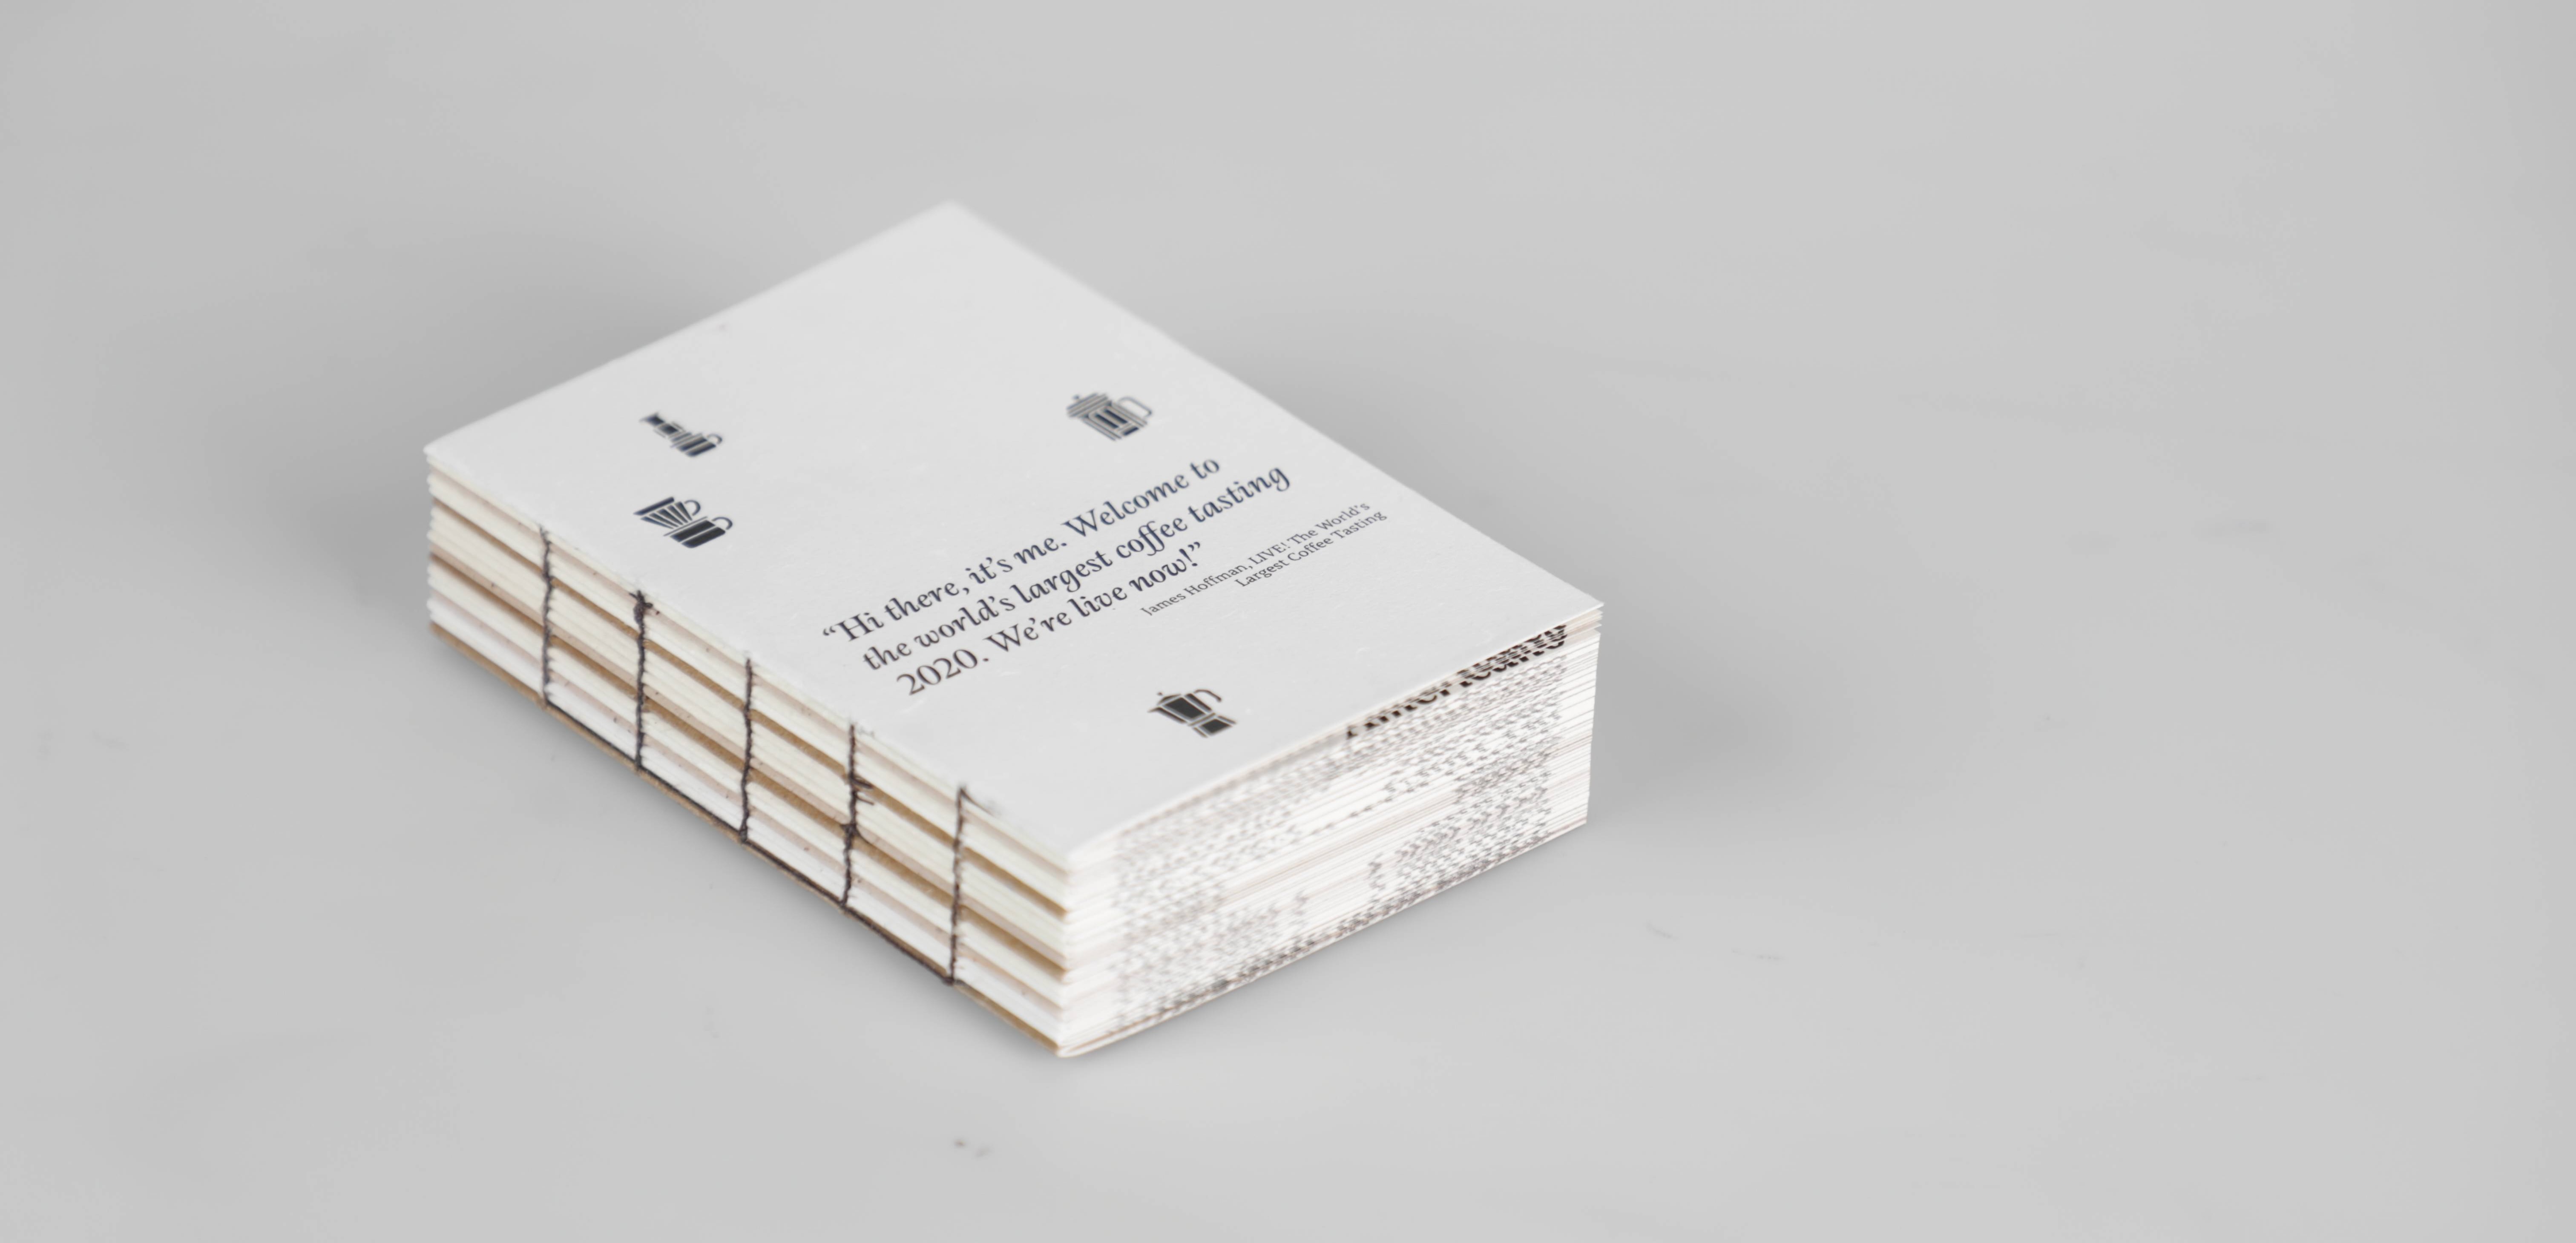 “Hi there, it’s me. Welcome to
the world’s largest coffee tasting
2020. We’re live now!”
James Hoffman, LIVE! The World’s
Largest Coffee Tasting